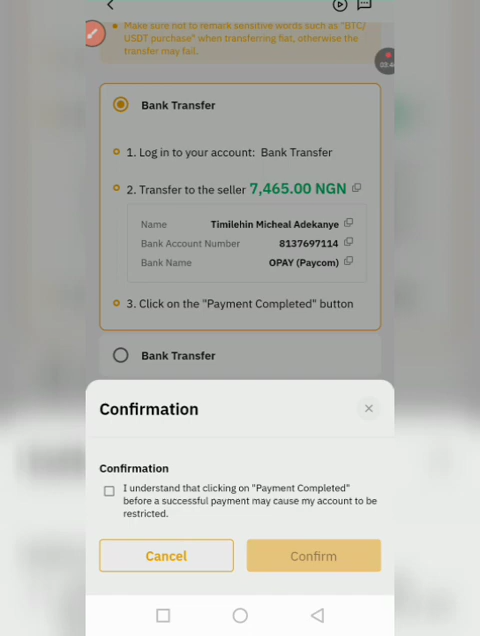 Make sure not to remark sensitive words such as "BTC/
USDT purchase" when transferring fiat, otherwise the
transfer may fail.
Bank Transfer
1. Log in to your account: Bank Transfer
2. Transfer to the seller 7,465.00 NGN
Name Timilehin Micheal Adekanye
Bank Account Number 8137697114
Bank Name OPAY (Paycom)
3. Click on the "Payment Completed" button
Bank Transfer
Confirmation
Confirmation
I understand that clicking on "Payment Completed"
before a successful payment may cause my account to be
restricted.
Cancel Confirm